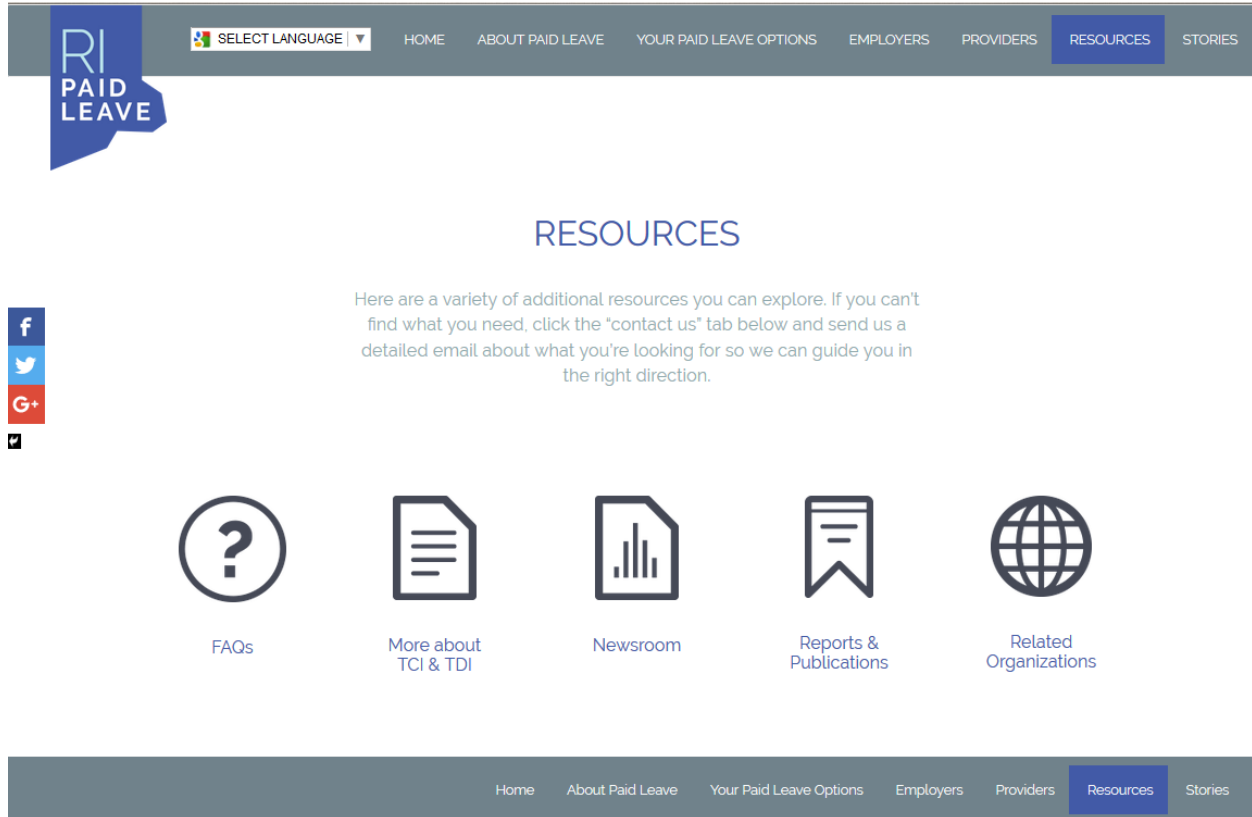 RI
PAID
LEAVE
SELECT LANGUAGE ▼
HOME ABOUT PAID LEAVE YOUR PAID LEAVE OPTIONS EMPLOYERS PROVIDERS RESOURCES STORIES
RESOURCES
Here are a variety of additional resources you can explore. If you can't
find what you need, click the “contact us” tab below and send us a
detailed email about what you're looking for so we can guide you in
the right direction.
f
G+
?
FAQs
More about
TCI & TDI
Newsroom
Reports &
Publications
Related
Organizations
Home About Paid Leave Your Paid Leave Options Employers Providers Resources Stories